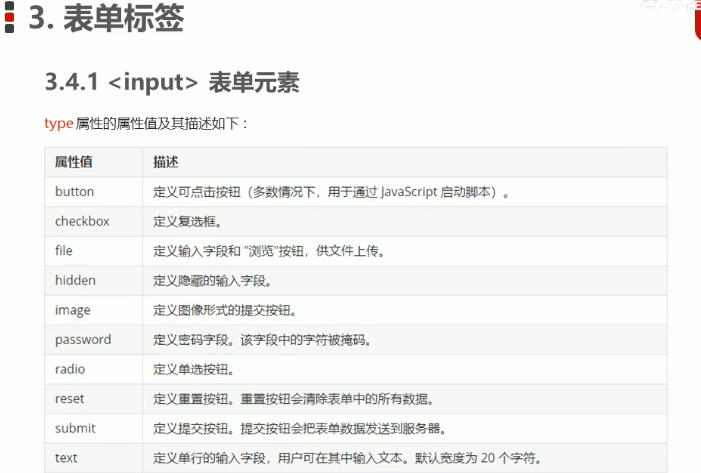 3. 表单标签
3.4.1 <input> 表单元素
type 属性的属性值及其描述如下：
属性值 描述
button 定义可点击按钮（多数情况下，用于通过 JavaScript 启动脚本）。
checkbox 定义复选框。
file 定义输入字段和 "浏览"按钮，供文件上传。
hidden 定义隐藏的输入字段。
image 定义图像形式的提交按钮。
password 定义密码字段。该字段中的字符被掩码。
radio 定义单选按钮。
reset 定义重置按钮。重置按钮会清除表单中的所有数据。
submit 定义提交按钮。提交按钮会把表单数据发送到服务器。
text 定义单行的输入字段，用户可在其中输入文本。默认宽度为 20 个字符。